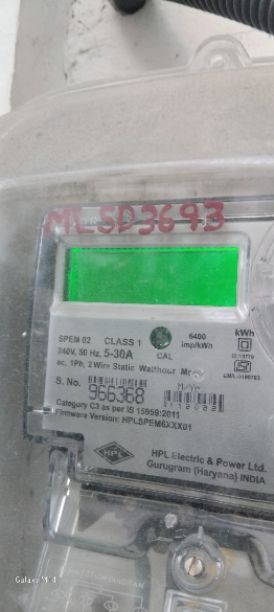 MLSD3693
SPEM 02 CLASS 1 6400 imp/kWh kWh
240V, 50 Hz, 5-30A CAL
ac, 1Ph, 2 Wire Static Watthour
S. No. 966368
Category C3 as per IS 15959:2011
Firmware Version: HPLSPEM6XXX01
HPL
HPL Electric & Power Ltd.
Gurugram (Haryana) INDIA